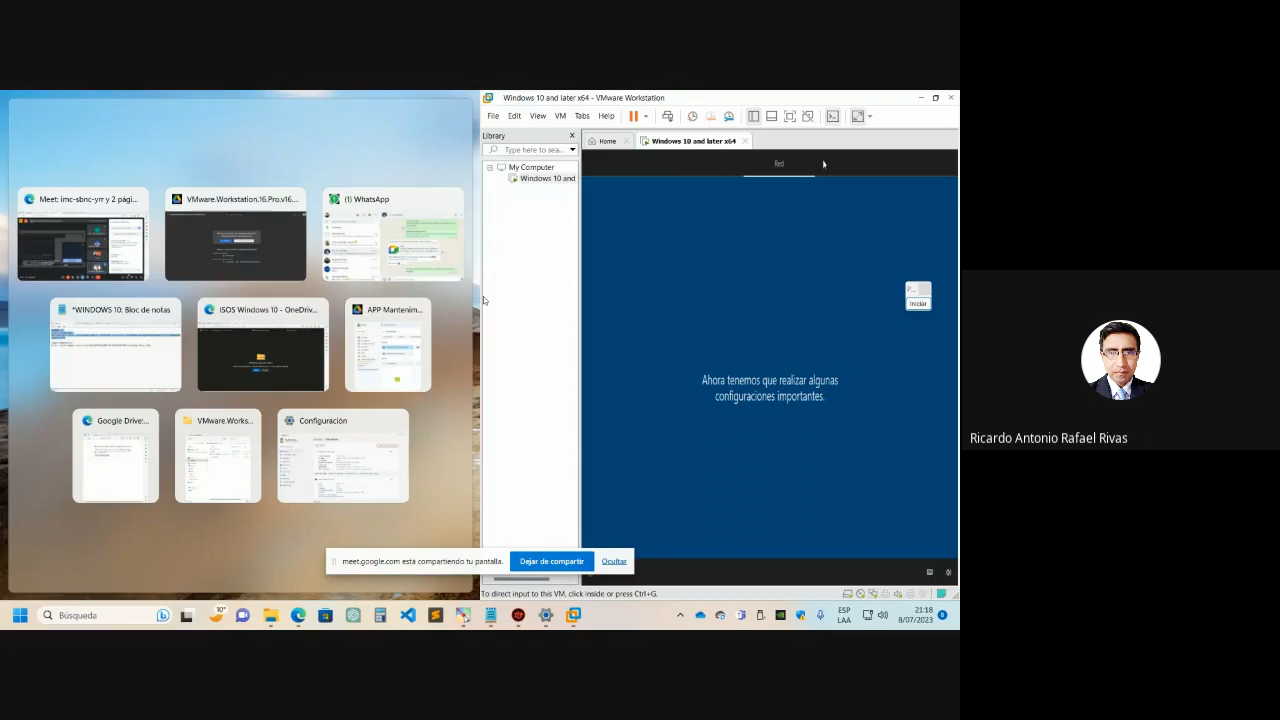 Meet: imc-sbnc-yrr y 2 pági...
VMware.Workstation.16.Pro.v16...
(1) WhatsApp
*WINDOWS 10: Bloc de notas
ISOS Windows 10 - OneDriv...
APP Mantenim...
Google Drive:...
VMware.Works...
Configuración
Windows 10 and later x64 - VMware Workstation
File Edit View VM Tabs Help
Library
Type here to sea...
My Computer
Windows 10 and
Home
Windows 10 and later x64
Red
P...
Iniciar
Ahora tenemos que realizar algunas
configuraciones importantes.
meet.google.com está compartiendo tu pantalla.
Dejar de compartir
Ocultar
To direct input to this VM, click inside or press Ctrl+G.
Búsqueda
10°
ESP
LAA
21:18
8/07/2023
Ricardo Antonio Rafael Rivas